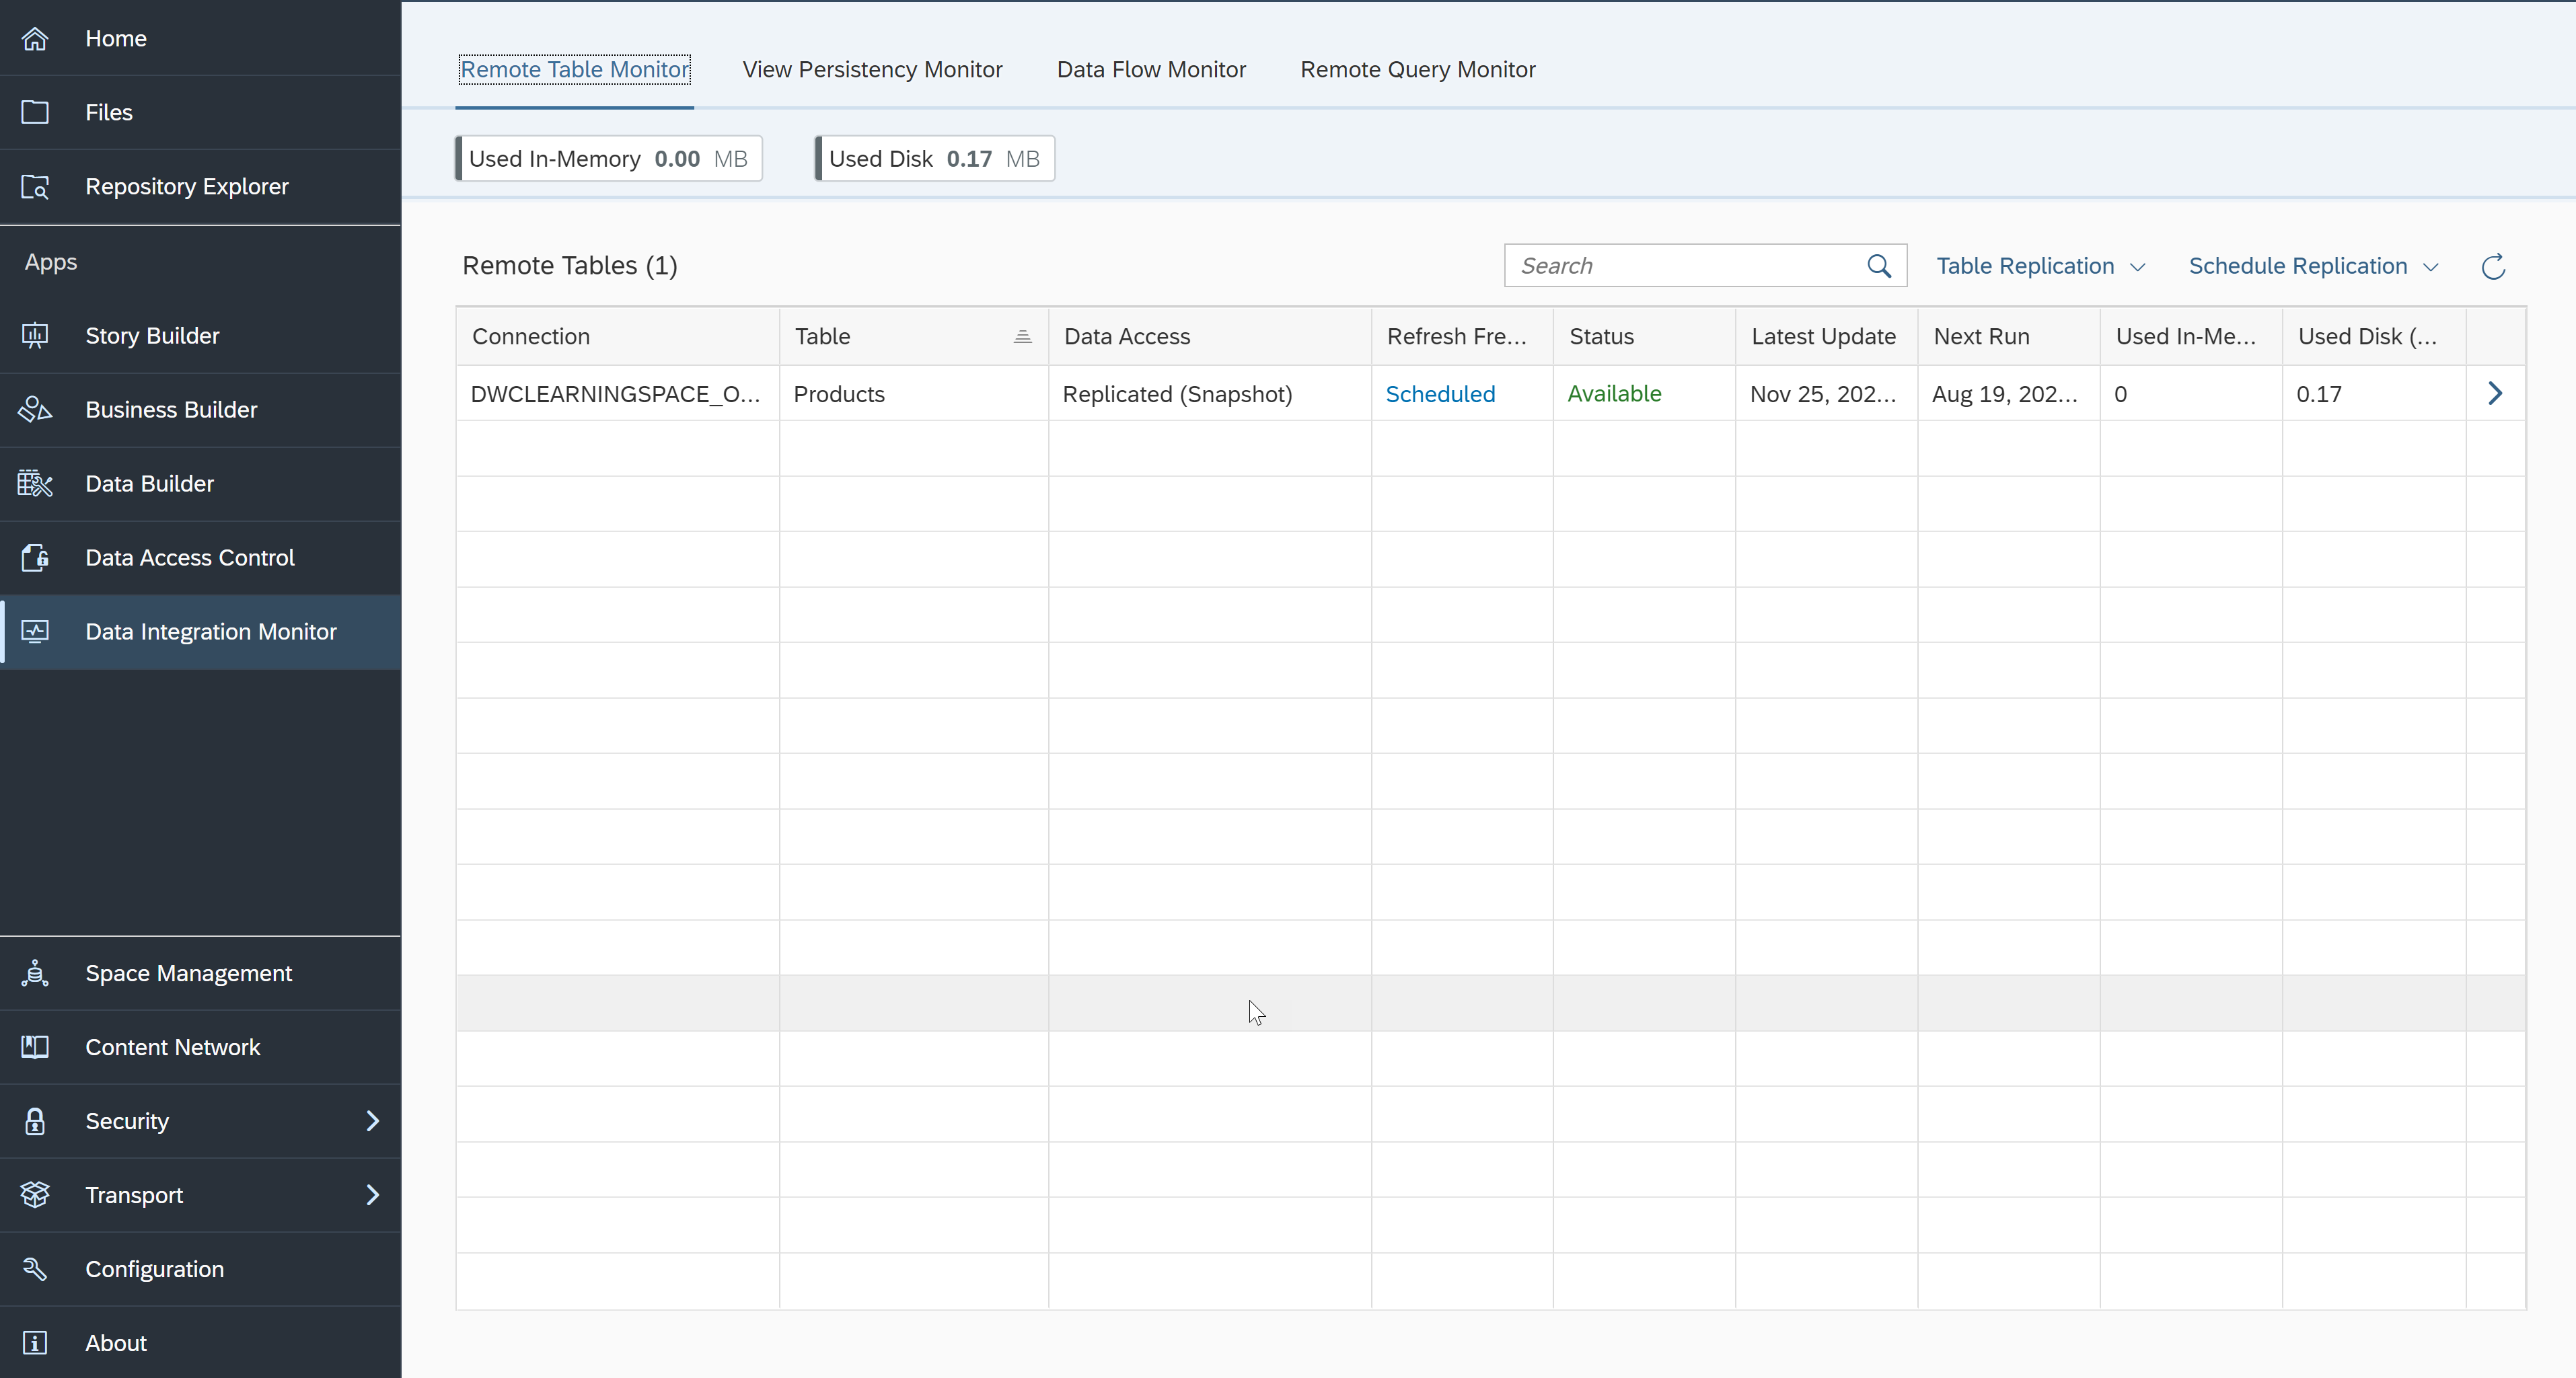 Home
Files
Repository Explorer
Apps
Story Builder
Business Builder
Data Builder
Data Access Control
Data Integration Monitor
Space Management
Content Network
Security
Transport
Configuration
About
Remote Table Monitor View Persistency Monitor Data Flow Monitor Remote Query Monitor
Used In-Memory 0.00 MB Used Disk 0.17 MB
Remote Tables (1) Search Table Replication Schedule Replication
Connection Table Data Access Refresh Fre... Status Latest Update Next Run Used In-Me... Used Disk (...
DWCLEARNINGSPACE_O... Products Replicated (Snapshot) Scheduled Available Nov 25, 202... Aug 19, 202... 0 0.17